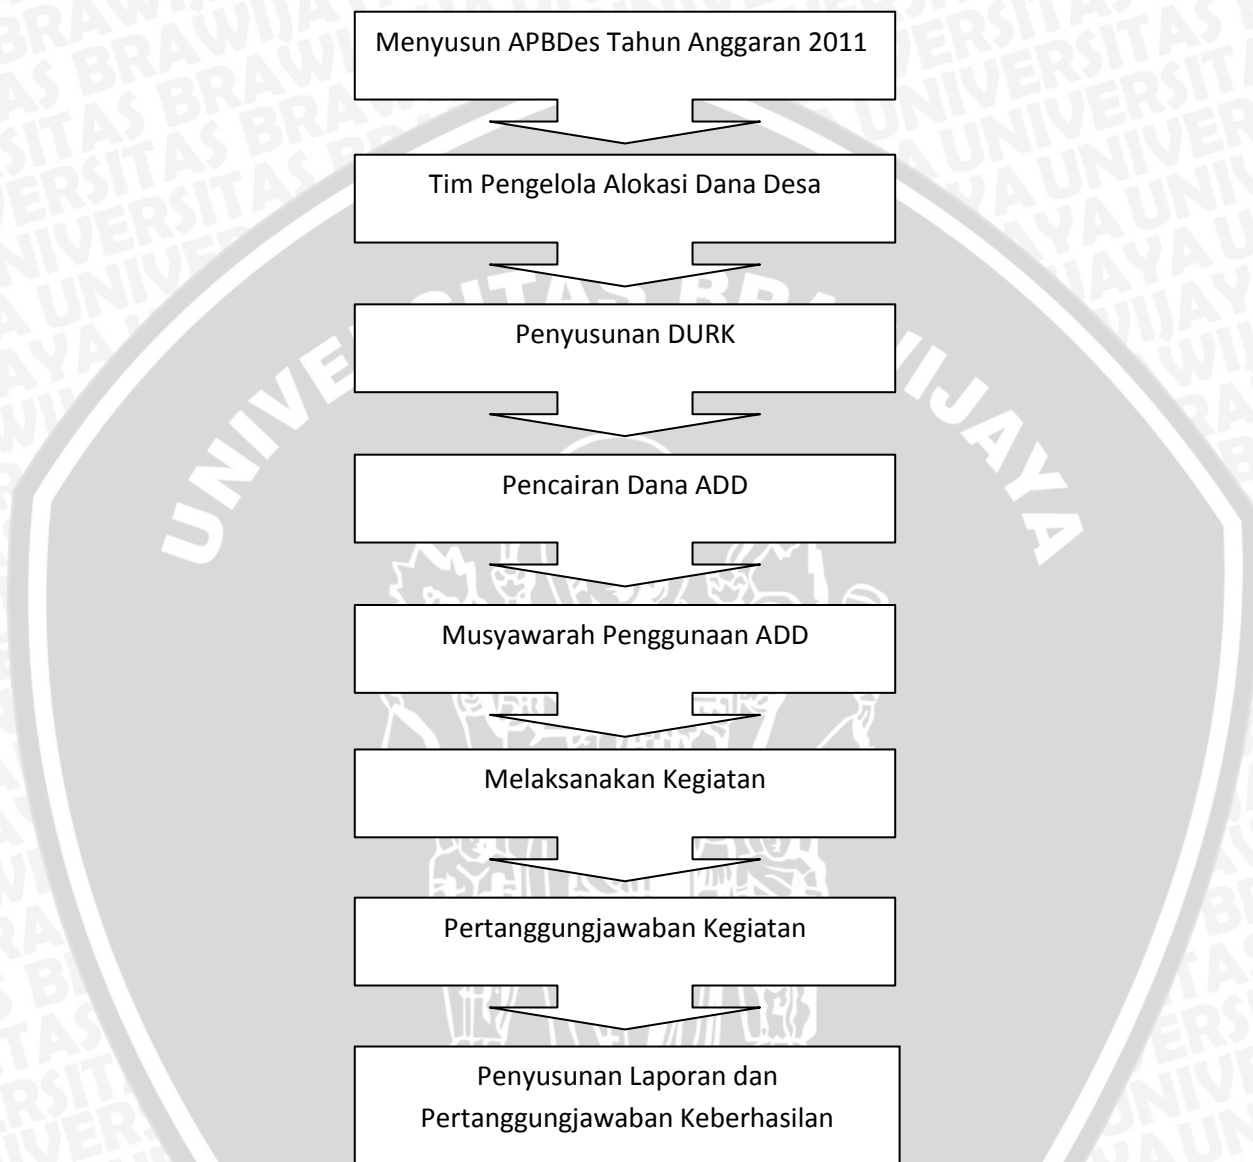 Menyusun APBDes Tahun Anggaran 2011
Tim Pengelola Alokasi Dana Desa
Penyusunan DURK
Pencairan Dana ADD
Musyawarah Penggunaan ADD
Melaksanakan Kegiatan
Pertanggungjawaban Kegiatan
Penyusunan Laporan dan
Pertanggungjawaban Keberhasilan